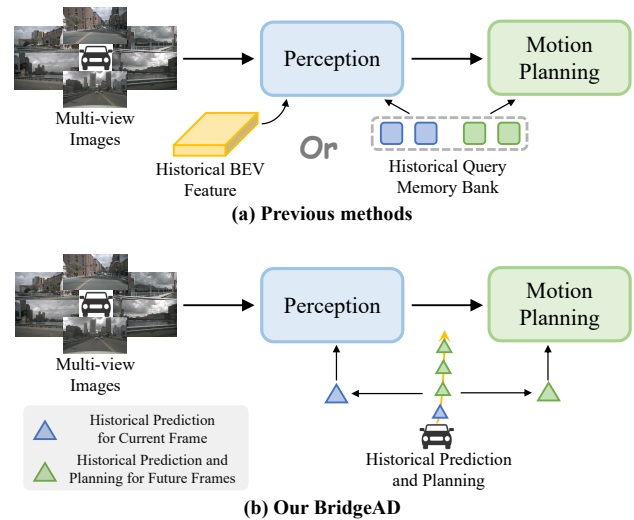 Multi-view
Images
Perception
Motion
Planning
Historical BEV
Feature
Or
Historical Query
Memory Bank
(a) Previous methods
Multi-view
Images
Perception
Motion
Planning
Historical Prediction
for Current Frame
Historical Prediction and
Planning for Future Frames
Historical Prediction
and Planning
(b) Our BridgeAD